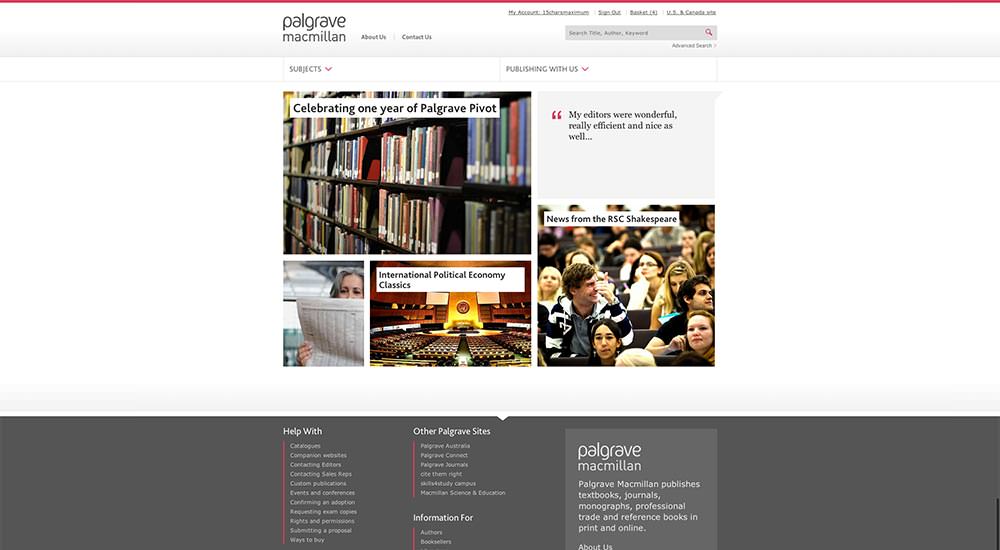 palgrave
macmillan
About Us
Contact Us
My Account: 15charsmaximum
Sign Out
Basket (4)
U.S. & Canada site
Search Title, Author, Keyword
Advanced Search
SUBJECTS
PUBLISHING WITH US
Celebrating one year of Palgrave Pivot
“ My editors were wonderful,
really efficient and nice as
well...
News from the RSC Shakespeare
International Political Economy
Classics
Help With
Catalogues
Companion websites
Contacting Editors
Contacting Sales Reps
Custom publications
Events and conferences
Confirming an adoption
Requesting exam copies
Rights and permissions
Submitting a proposal
Ways to buy
Other Palgrave Sites
Palgrave Australia
Palgrave Connect
Palgrave Journals
cite them right
skills4study campus
Macmillan Science & Education
Information For
Authors
Booksellers
palgrave
macmillan
Palgrave Macmillan publishes
textbooks, journals,
monographs, professional
trade and reference books in
print and online.
About Us